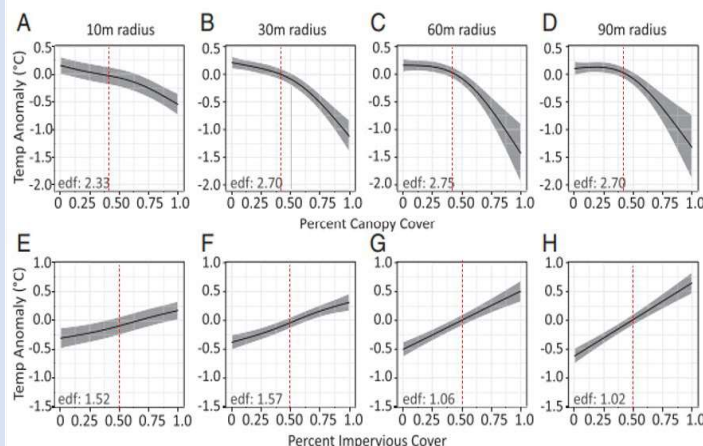 A 10m radius B 30m radius C 60m radius D 90m radius
Temp Anomaly (°C)
0.5
0.0
-0.5
-1.0
-1.5
-2.0
edf: 2.33
0 0.25 0.50 0.75 1.0
0.5
0.0
-0.5
-1.0
-1.5
-2.0
edf: 2.70
0 0.25 0.50 0.75 1.0
0.5
0.0
-0.5
-1.0
-1.5
-2.0
edf: 2.75
0 0.25 0.50 0.75 1.0
0.5
0.0
-0.5
-1.0
-1.5
-2.0
edf: 2.70
0 0.25 0.50 0.75 1.0
Percent Canopy Cover
E F G H
Temp Anomaly (°C)
1.0
0.5
0.0
-0.5
-1.0
-1.5
edf: 1.52
0 0.25 0.50 0.75 1.0
1.0
0.5
0.0
-0.5
-1.0
-1.5
edf: 1.57
0 0.25 0.50 0.75 1.0
1.0
0.5
0.0
-0.5
-1.0
-1.5
edf: 1.06
0 0.25 0.50 0.75 1.0
1.0
0.5
0.0
-0.5
-1.0
-1.5
edf: 1.02
0 0.25 0.50 0.75 1.0
Percent Impervious Cover